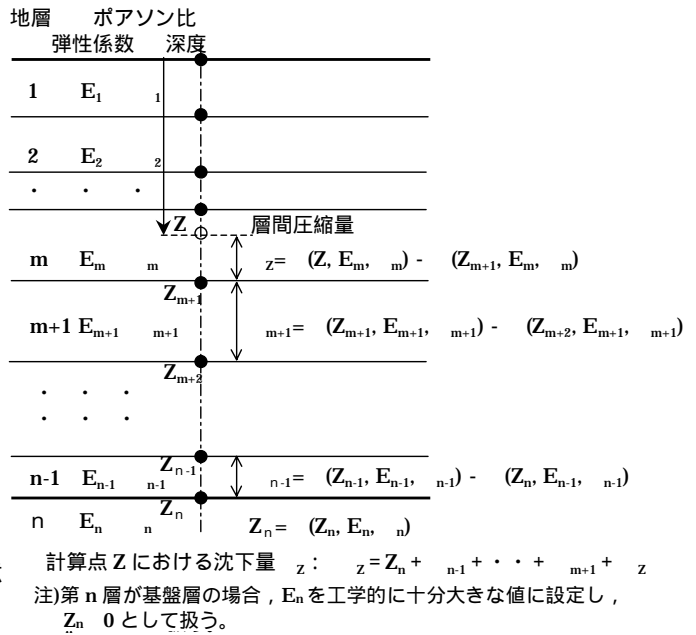 地層 ポアソン比
弾性係数 深度
1 E₁ ₁
2 E₂ ₂
・ ・ ・
Z 層間圧縮量
m Eₘ ₘ z= (Z, Eₘ, ₘ) - (Zₘ₊₁, Eₘ, ₘ)
Zₘ₊₁
m+1 Eₘ₊₁ ₘ₊₁ ₘ₊₁= (Zₘ₊₁, Eₘ₊₁, ₘ₊₁) - (Zₘ₊₂, Eₘ₊₁, ₘ₊₁)
Zₘ₊₂
・ ・ ・
・ ・ ・
n-1 Eₙ₋₁ ₙ₋₁ Zₙ₋₁ ₙ₋₁= (Zₙ₋₁, Eₙ₋₁, ₙ₋₁) - (Zₙ, Eₙ₋₁, ₙ₋₁)
n Eₙ ₙ Zₙ Zₙ= (Zₙ, Eₙ, ₙ)
計算点 Z における沈下量 z : z = Zₙ + ₙ₋₁ + ・ ・ + ₘ₊₁ + z
注)第 n 層が基盤層の場合,Eₙを工学的に十分大きな値に設定し,
Zₙ 0 として扱う。